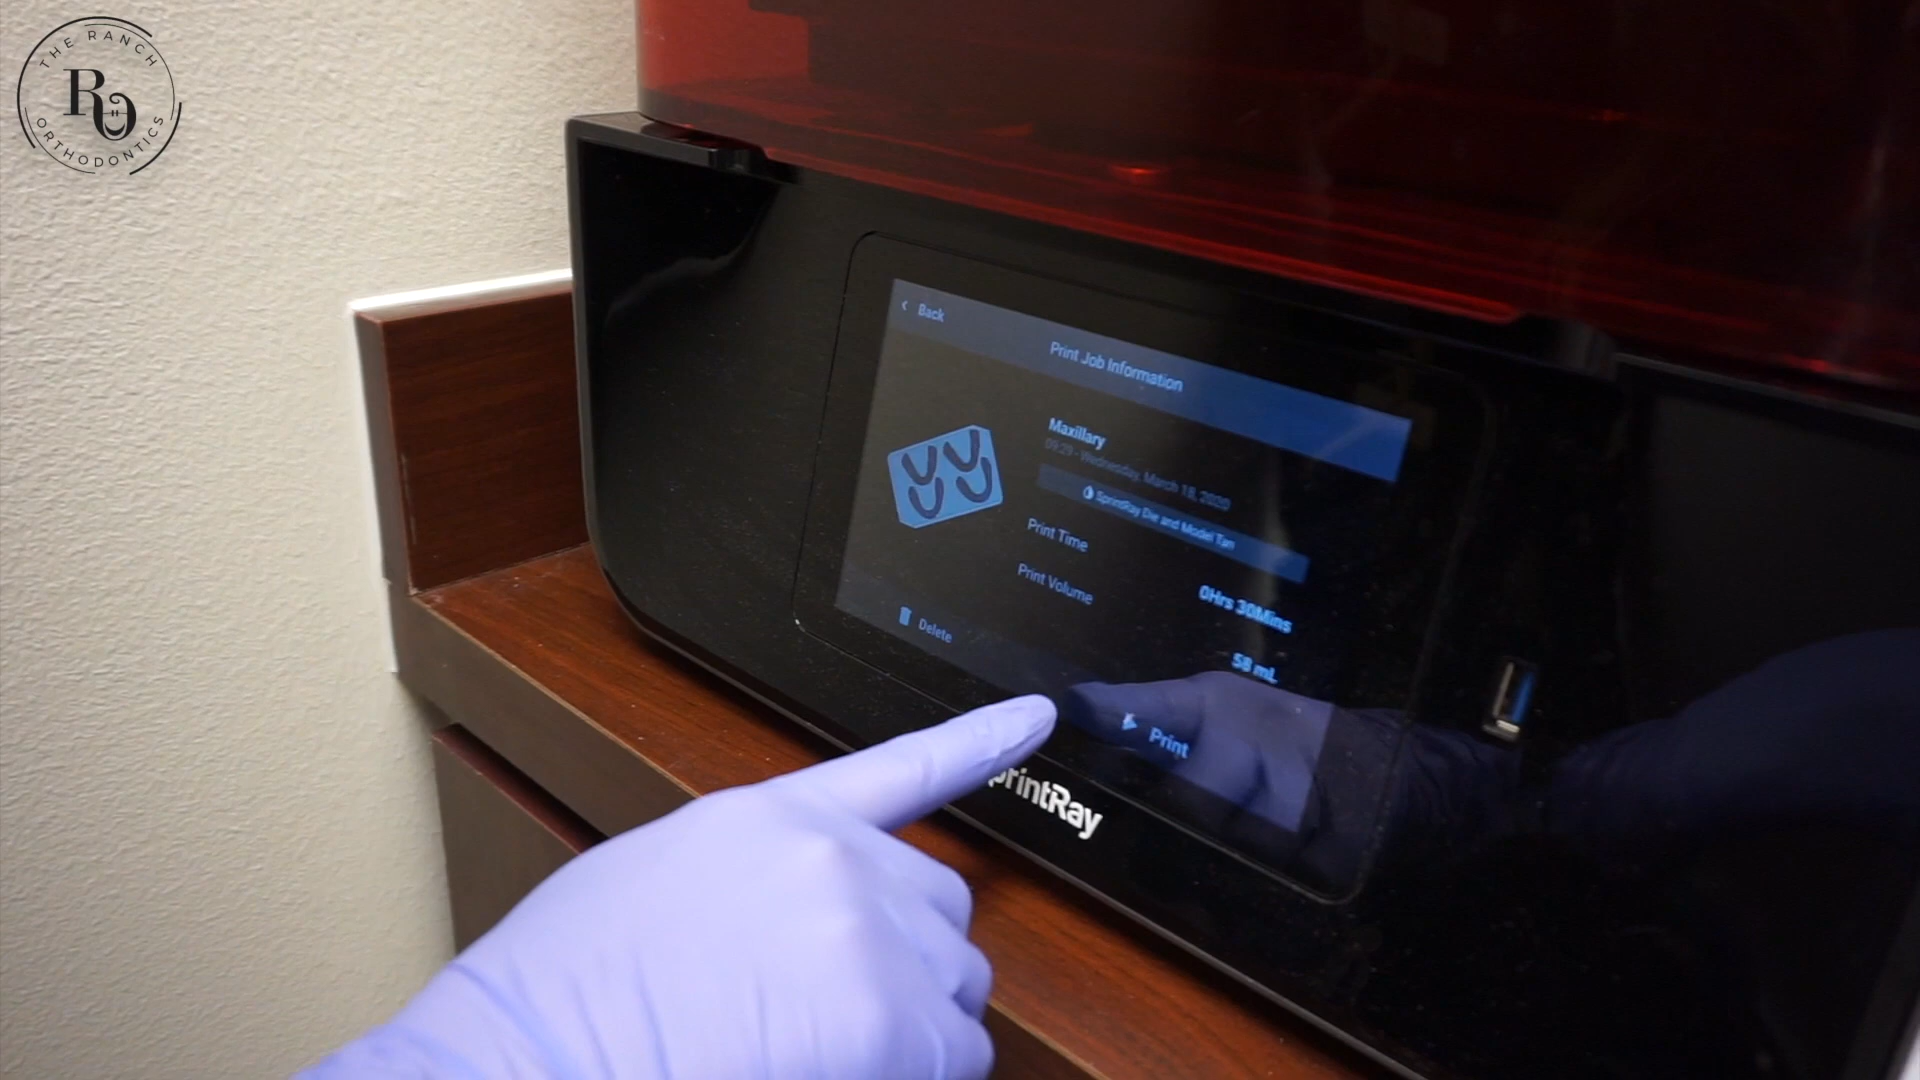 THE RANCH
RO
ORTHODONTICS
Back
Print Job Information
Maxillary
09:29 - Wednesday, March 18, 2020
SprintRay Die and Model Tan
Print Time
0Hrs 30Mins
Print Volume
58 mL
Delete
Print
printRay